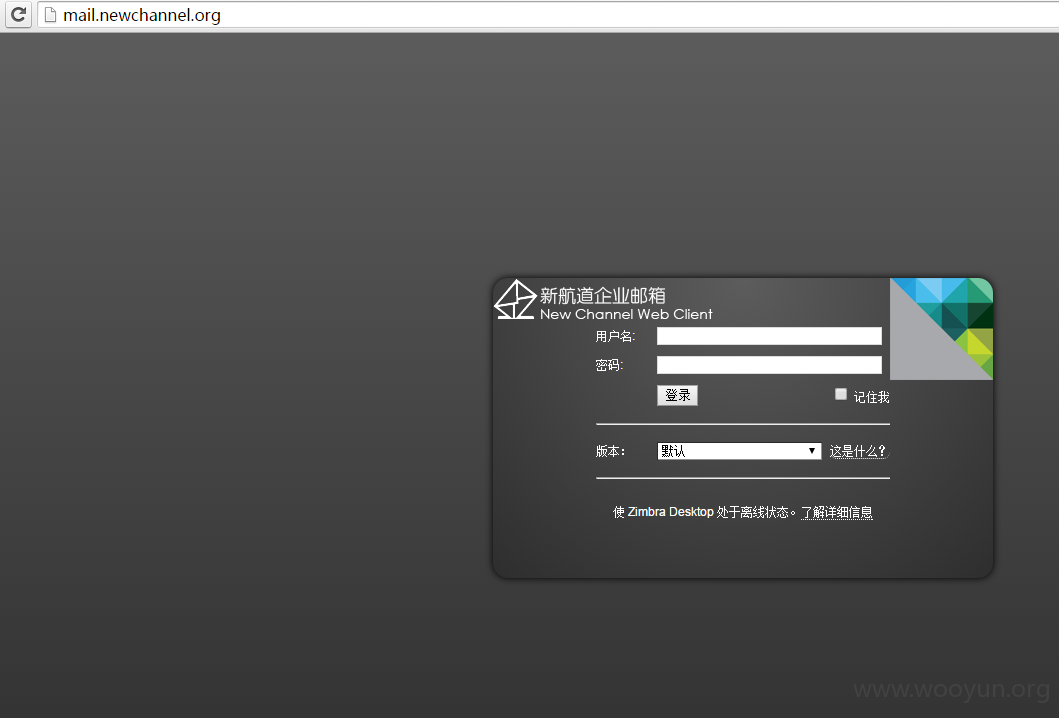 mail.newchannel.org
新航道企业邮箱
New Channel Web Client
用户名:
密码:
登录 记住我
版本： 默认 这是什么？
使 Zimbra Desktop 处于离线状态。了解详细信息
www.wooyun.org